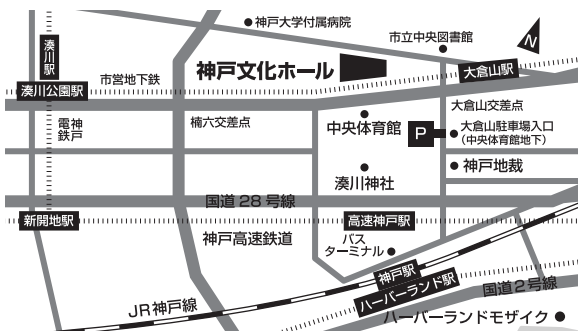 神戸大学付属病院
市立中央図書館
N
湊川駅
神戸文化ホール
大倉山駅
市営地下鉄
湊川公園駅
大倉山交差点
神戸電鉄
楠六交差点
中央体育館
P
大倉山駐車場入口
(中央体育館地下)
神戸地裁
湊川神社
国道28号線
新開地駅
高速神戸駅
神戸高速鉄道
バス
ターミナル
神戸駅
ハーバーランド駅
国道2号線
JR神戸線
ハーバーランドモザイク